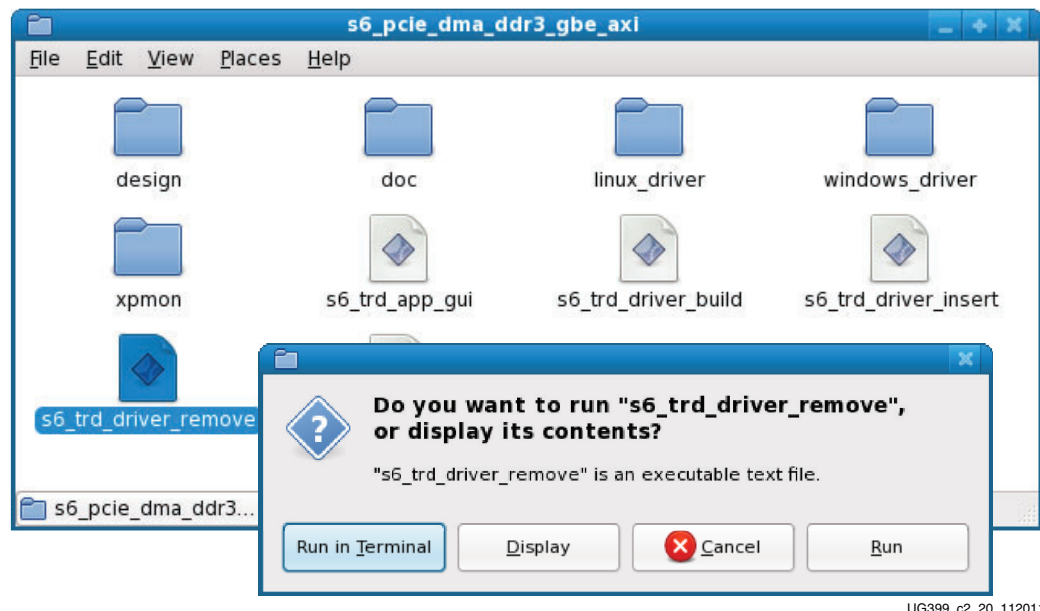 s6_pcie_dma_ddr3_gbe_axi
File Edit View Places Help
design doc linux_driver windows_driver
xpmon s6_trd_app_gui s6_trd_driver_build s6_trd_driver_insert
s6_trd_driver_remove
Do you want to run "s6_trd_driver_remove",
or display its contents?
"s6_trd_driver_remove" is an executable text file.
s6_pcie_dma_ddr3...
Run in Terminal Display Cancel Run